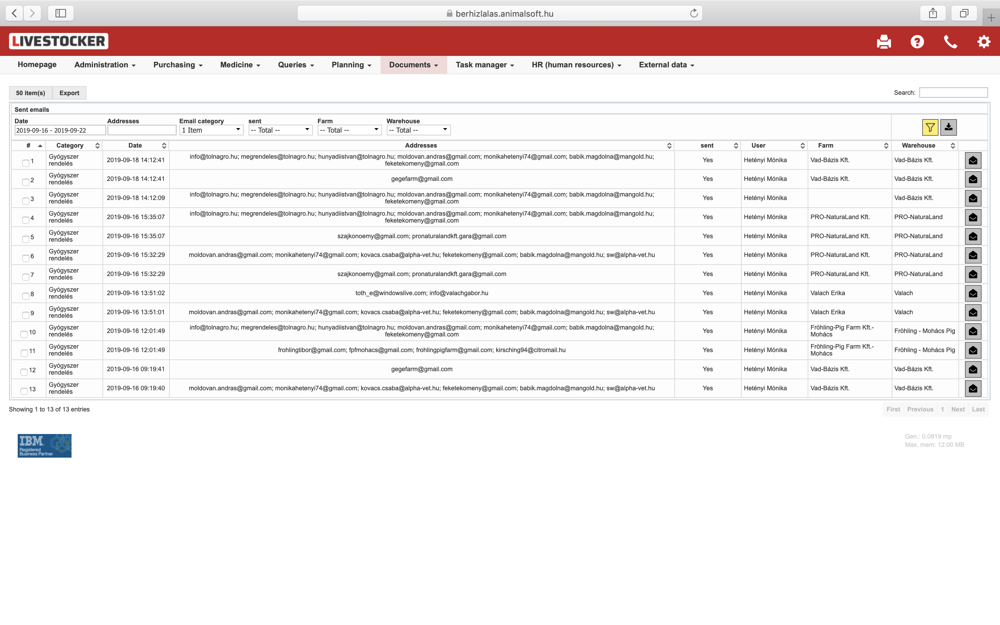 berhizlalas.animalsoft.hu
LIVESTOCKER
Homepage Administration Purchasing Medicine Queries Planning Documents Task manager HR (human resources) External data
50 item(s) Export Search:
Sent emails
Date Addresses Email category sent Farm Warehouse
2019-09-16 - 2019-09-22 1 Item -- Total -- -- Total -- -- Total --
# Category Date Addresses sent User Farm Warehouse
1 Gyógyszer rendelés 2019-09-18 14:12:41 info@tolnagro.hu; megrendeles@tolnagro.hu; hunyadiistvan@tolnagro.hu; moldovan.andras@gmail.com; monikahetenyi74@gmail.com; babik.magdolna@mangold.hu; feketekomeny@gmail.com Yes Hetényi Mónika Vad-Bázis Kft. Vad-Bázis Kft.
2 Gyógyszer rendelés 2019-09-18 14:12:41 gegefarm@gmail.com Yes Hetényi Mónika Vad-Bázis Kft. Vad-Bázis Kft.
3 Gyógyszer rendelés 2019-09-18 14:12:09 info@tolnagro.hu; megrendeles@tolnagro.hu; hunyadiistvan@tolnagro.hu; moldovan.andras@gmail.com; monikahetenyi74@gmail.com; babik.magdolna@mangold.hu; feketekomeny@gmail.com Yes Hetényi Mónika Vad-Bázis Kft.
4 Gyógyszer rendelés 2019-09-16 15:35:07 info@tolnagro.hu; megrendeles@tolnagro.hu; hunyadiistvan@tolnagro.hu; moldovan.andras@gmail.com; monikahetenyi74@gmail.com; babik.magdolna@mangold.hu; feketekomeny@gmail.com Yes Hetényi Mónika PRO-NaturaLand Kft. PRO-NaturaLand
5 Gyógyszer rendelés 2019-09-16 15:35:07 szajkonoemy@gmail.com; pronaturalandkft.gara@gmail.com Yes Hetényi Mónika PRO-NaturaLand Kft. PRO-NaturaLand
6 Gyógyszer rendelés 2019-09-16 15:32:29 moldovan.andras@gmail.com; monikahetenyi74@gmail.com; kovacs.csaba@alpha-vet.hu; feketekomeny@gmail.com; babik.magdolna@mangold.hu; sw@alpha-vet.hu Yes Hetényi Mónika PRO-NaturaLand Kft. PRO-NaturaLand
7 Gyógyszer rendelés 2019-09-16 15:32:29 szajkonoemy@gmail.com; pronaturalandkft.gara@gmail.com Yes Hetényi Mónika PRO-NaturaLand Kft. PRO-NaturaLand
8 Gyógyszer rendelés 2019-09-16 13:51:02 toth_e@windowslive.com; info@valachgabor.hu Yes Hetényi Mónika Valach Erika Valach
9 Gyógyszer rendelés 2019-09-16 13:51:01 moldovan.andras@gmail.com; monikahetenyi74@gmail.com; kovacs.csaba@alpha-vet.hu; feketekomeny@gmail.com; babik.magdolna@mangold.hu; sw@alpha-vet.hu Yes Hetényi Mónika Valach Erika Valach
10 Gyógyszer rendelés 2019-09-16 12:01:49 info@tolnagro.hu; megrendeles@tolnagro.hu; hunyadiistvan@tolnagro.hu; moldovan.andras@gmail.com; monikahetenyi74@gmail.com; babik.magdolna@mangold.hu; feketekomeny@gmail.com Yes Hetényi Mónika Fröhling-Pig Farm Kft.-Mohács Fröhling - Mohács Pig
11 Gyógyszer rendelés 2019-09-16 12:01:49 frohlingtibor@gmail.com; fpfmohacs@gmail.com; frohlingpigfarm@gmail.com; kirsching94@citromail.hu Yes Hetényi Mónika Fröhling-Pig Farm Kft.-Mohács Fröhling - Mohács Pig
12 Gyógyszer rendelés 2019-09-16 09:19:41 gegefarm@gmail.com Yes Hetényi Mónika Vad-Bázis Kft. Vad-Bázis Kft.
13 Gyógyszer rendelés 2019-09-16 09:19:40 moldovan.andras@gmail.com; monikahetenyi74@gmail.com; kovacs.csaba@alpha-vet.hu; feketekomeny@gmail.com; babik.magdolna@mangold.hu; sw@alpha-vet.hu Yes Hetényi Mónika Vad-Bázis Kft. Vad-Bázis Kft.
Showing 1 to 13 of 13 entries First Previous 1 Next Last
IBM.
Registered
Business Partner
Gen.: 0.0819 mp
Max. mem: 12.00 MB